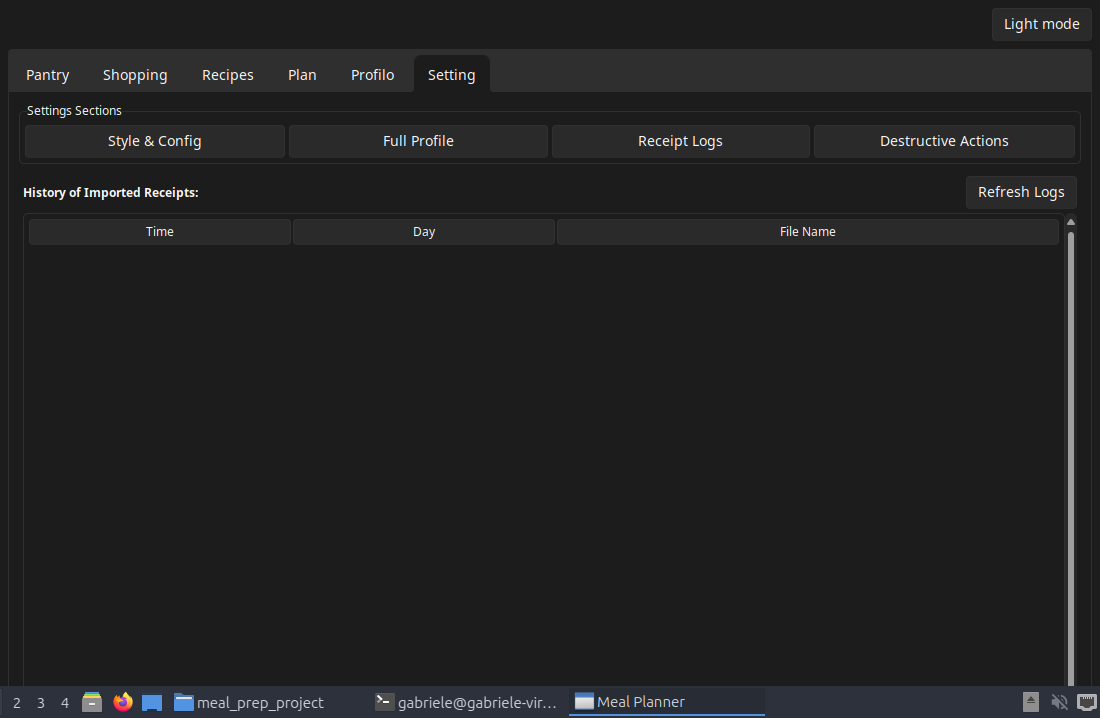 Light mode
Pantry Shopping Recipes Plan Profilo Setting
Settings Sections
Style & Config Full Profile Receipt Logs Destructive Actions
History of Imported Receipts: Refresh Logs
Time Day File Name
2 3 4 meal_prep_project gabriele@gabriele-vir... Meal Planner